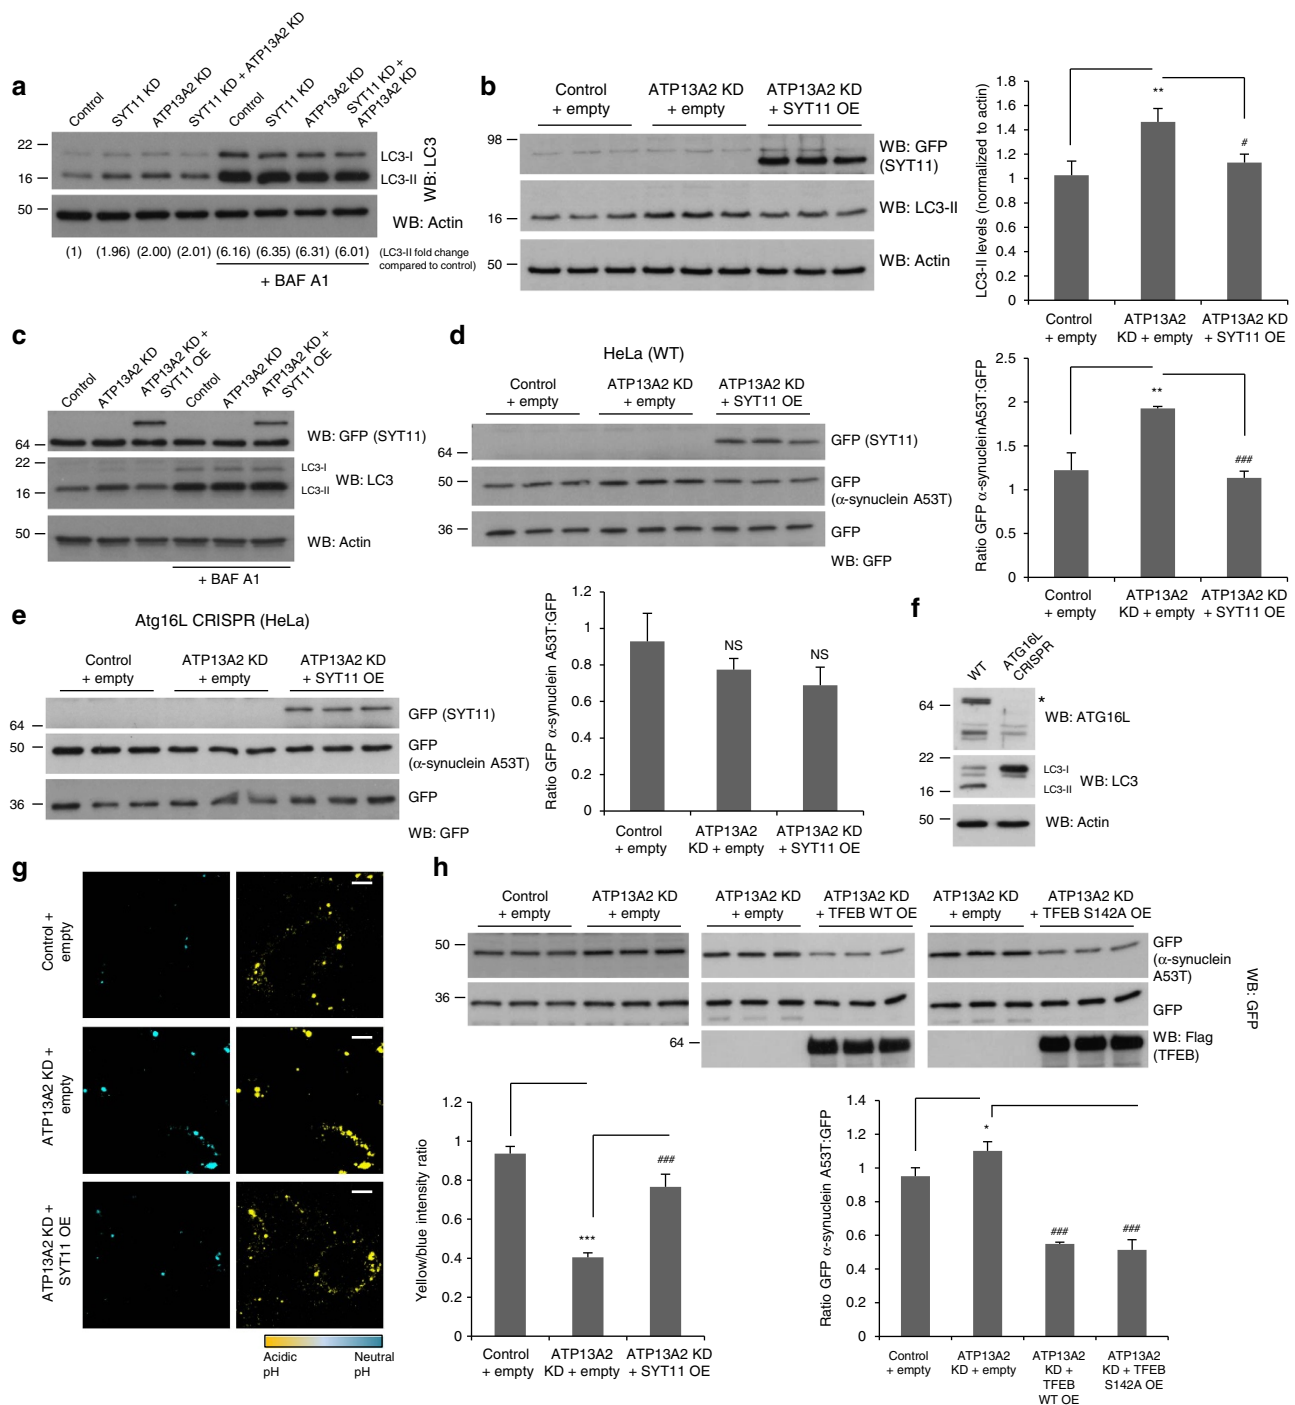 a
Control
SYT11 KD
ATP13A2 KD
SYT11 KD + ATP13A2 KD
Control
SYT11 KD
ATP13A2 KD
SYT11 KD +
ATP13A2 KD
22
16
50
LC3-I
LC3-II
WB: LC3
WB: Actin
(1)
(1.96)
(2.00)
(2.01)
(6.16)
(6.35)
(6.31)
(6.01)
(LC3-II fold change
compared to control)
+ BAF A1
b
Control
+ empty
ATP13A2 KD
+ empty
ATP13A2 KD
+ SYT11 OE
98
16
50
WB: GFP
(SYT11)
WB: LC3-II
WB: Actin
LC3-II levels (normalized to actin)
1.8
1.6
1.4
1.2
1
0.8
0.6
0.4
0.2
0
**
#
Control
+ empty
ATP13A2
KD + empty
ATP13A2 KD
+ SYT11 OE
c
Control
ATP13A2 KD
ATP13A2 KD +
SYT11 OE
Control
ATP13A2 KD
ATP13A2 KD +
SYT11 OE
64
22
16
50
WB: GFP (SYT11)
LC3-I
LC3-II
WB: LC3
WB: Actin
+ BAF A1
d
HeLa (WT)
Control
+ empty
ATP13A2 KD
+ empty
ATP13A2 KD
+ SYT11 OE
64
50
36
GFP (SYT11)
GFP
(α-synuclein A53T)
GFP
WB: GFP
Ratio GFP α-synucleinA53T:GFP
2.5
2
1.5
1
0.5
0
**
###
Control
+ empty
ATP13A2
KD + empty
ATP13A2 KD
+ SYT11 OE
e
Atg16L CRISPR (HeLa)
Control
+ empty
ATP13A2 KD
+ empty
ATP13A2 KD
+ SYT11 OE
64
50
36
GFP (SYT11)
GFP
(α-synuclein A53T)
GFP
WB: GFP
Ratio GFP α-synuclein A53T:GFP
1.2
1
0.8
0.6
0.4
0.2
0
NS
NS
Control
+ empty
ATP13A2
KD + empty
ATP13A2 KD
+ SYT11 OE
f
WT
ATG16L
CRISPR
64
22
16
50
*
WB: ATG16L
LC3-I
LC3-II
WB: LC3
WB: Actin
g
Control +
empty
ATP13A2 KD +
empty
ATP13A2 KD +
SYT11 OE
Acidic
pH
Neutral
pH
Yellow/blue intensity ratio
1.2
1
0.8
0.6
0.4
0.2
0
***
###
Control
+ empty
ATP13A2
KD + empty
ATP13A2 KD
+ SYT11 OE
h
Control
+ empty
ATP13A2 KD
+ empty
ATP13A2 KD
+ empty
ATP13A2 KD
+ TFEB WT OE
ATP13A2 KD
+ empty
ATP13A2 KD
+ TFEB S142A OE
50
36
64
GFP
(α-synuclein
A53T)
GFP
WB: Flag
(TFEB)
WB: GFP
Ratio GFP α-synuclein A53T:GFP
1.4
1.2
1
0.8
0.6
0.4
0.2
0
*
###
###
Control
+ empty
ATP13A2
KD + empty
ATP13A2
KD +
TFEB
WT OE
ATP13A2
KD + TFEB
S142A OE